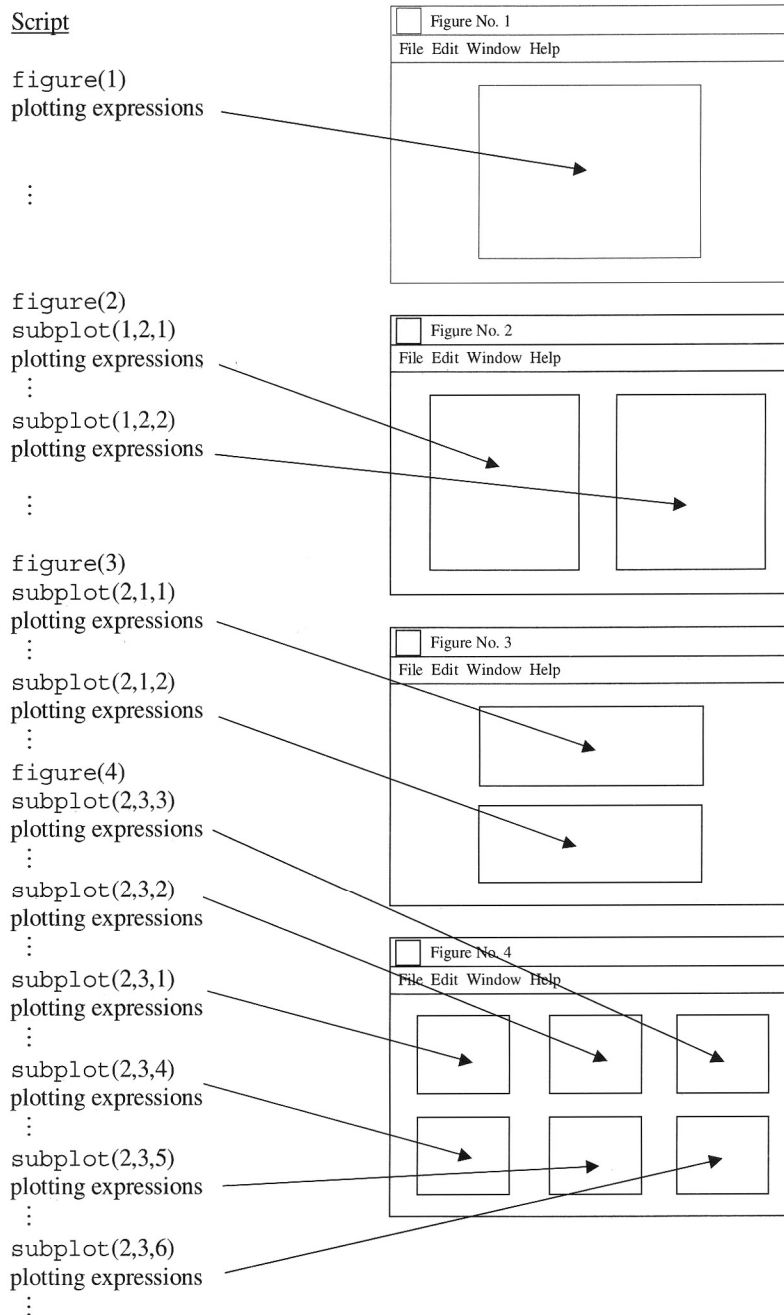 Script
figure(1)
plotting expressions
⋮
figure(2)
subplot(1,2,1)
plotting expressions
⋮
subplot(1,2,2)
plotting expressions
⋮
figure(3)
subplot(2,1,1)
plotting expressions
⋮
subplot(2,1,2)
plotting expressions
⋮
figure(4)
subplot(2,3,3)
plotting expressions
⋮
subplot(2,3,2)
plotting expressions
⋮
subplot(2,3,1)
plotting expressions
⋮
subplot(2,3,4)
plotting expressions
⋮
subplot(2,3,5)
plotting expressions
⋮
subplot(2,3,6)
plotting expressions
⋮
Figure No. 1
File Edit Window Help
Figure No. 2
File Edit Window Help
Figure No. 3
File Edit Window Help
Figure No. 4
File Edit Window Help